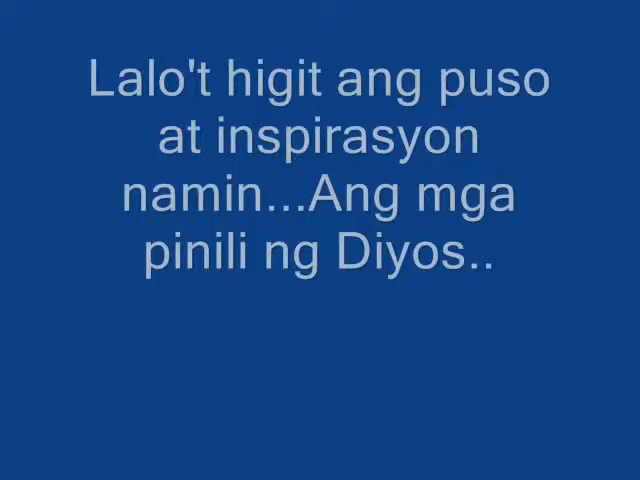 Lalo't higit ang puso
at inspirasyon
namin...Ang mga
pinili ng Diyos..